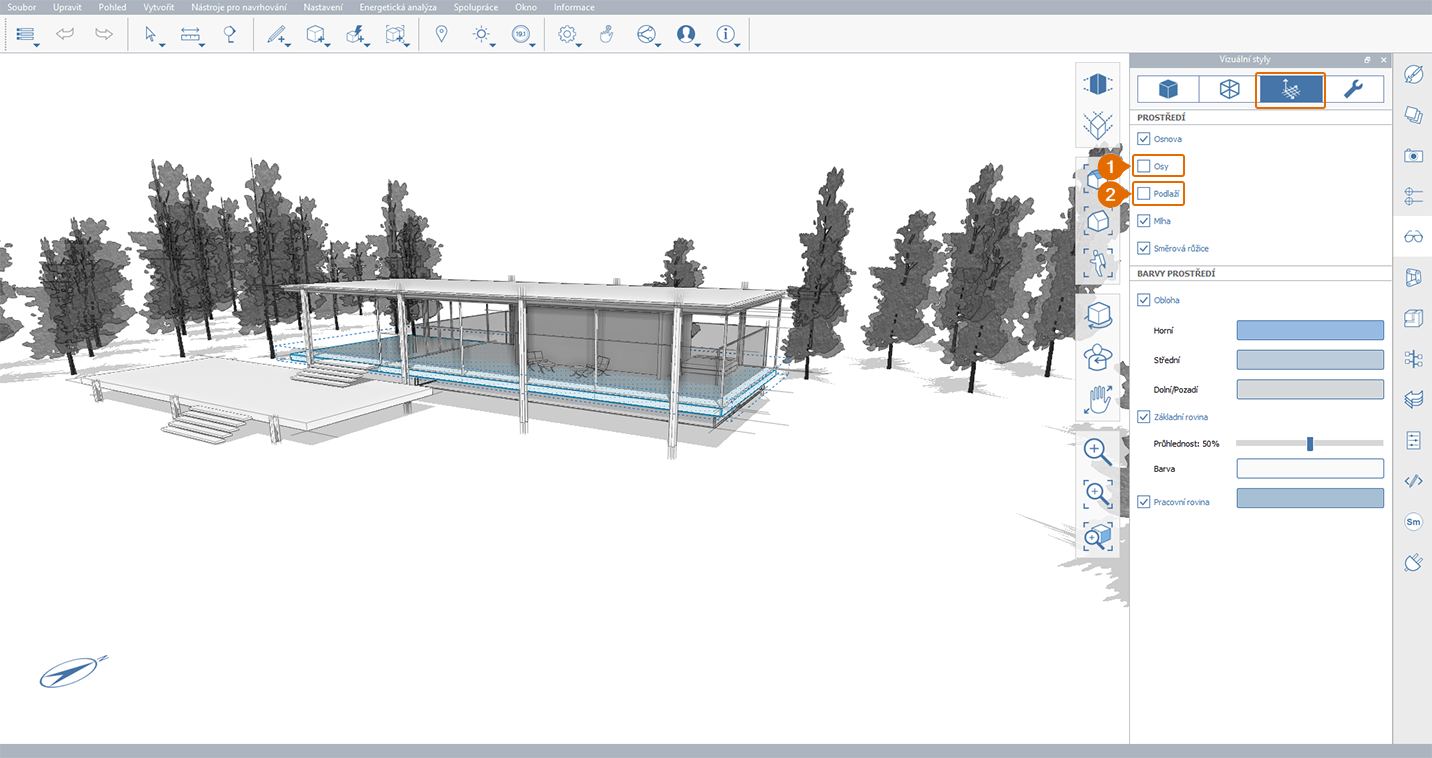 Soubor Upravit Pohled Vytvořit Nástroje pro navrhování Nastavení Energetická analýza Spolupráce Okno Informace
19:1
Vizuální styly
PROSTŘEDÍ
Osnova
1 Osy
2 Podlaží
Mlha
Směrová růžice
BARVY PROSTŘEDÍ
Obloha
Horní
Střední
Dolní/Pozadí
Základní rovina
Průhlednost: 50%
Barva
Pracovní rovina
Sm
N